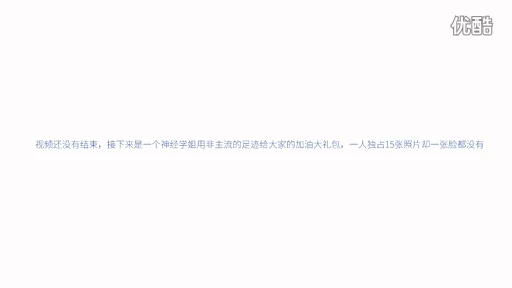 优酷
视频还没有结束，接下来是一个神经学姐用非主流的足迹给大家的加油大礼包，一人独占15张照片却一张脸都没有